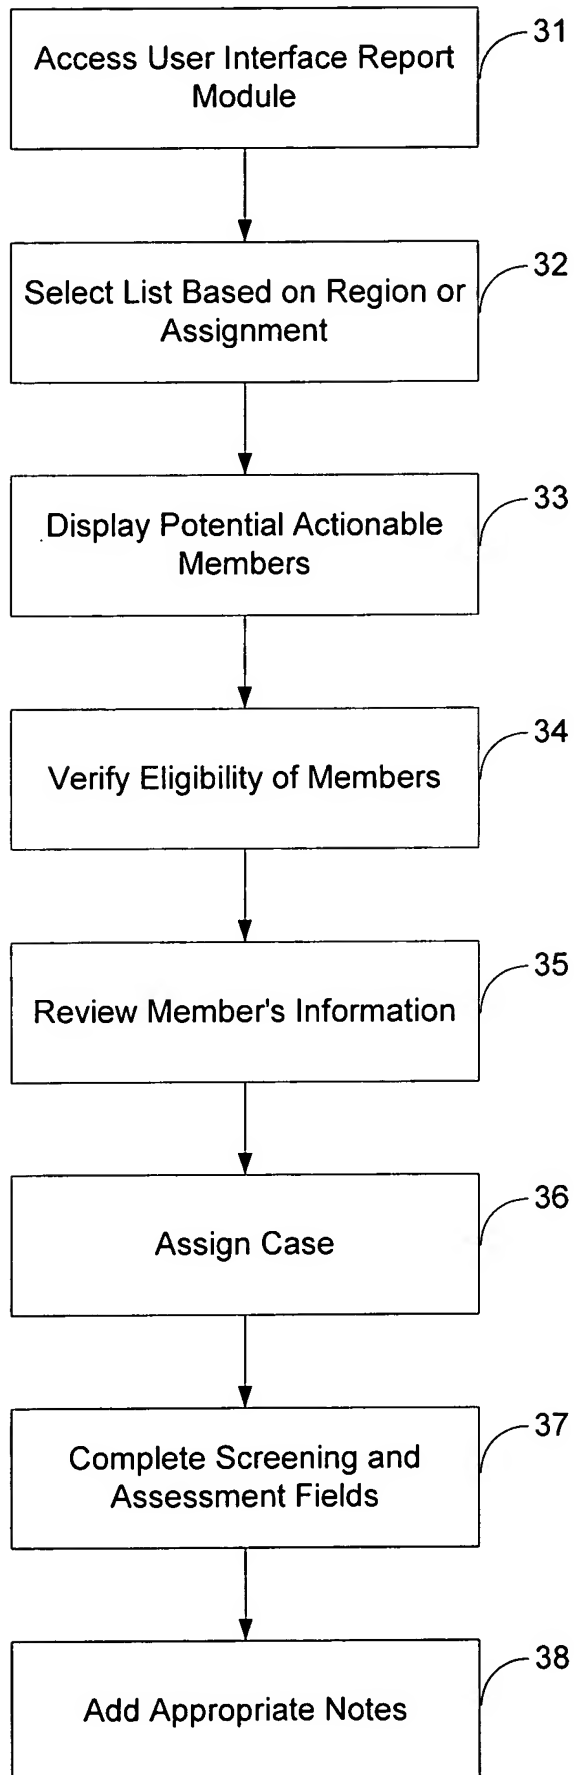 Access User Interface Report
Module
31
Select List Based on Region or
Assignment
32
Display Potential Actionable
Members
33
Verify Eligibility of Members
34
Review Member's Information
35
Assign Case
36
Complete Screening and
Assessment Fields
37
Add Appropriate Notes
38